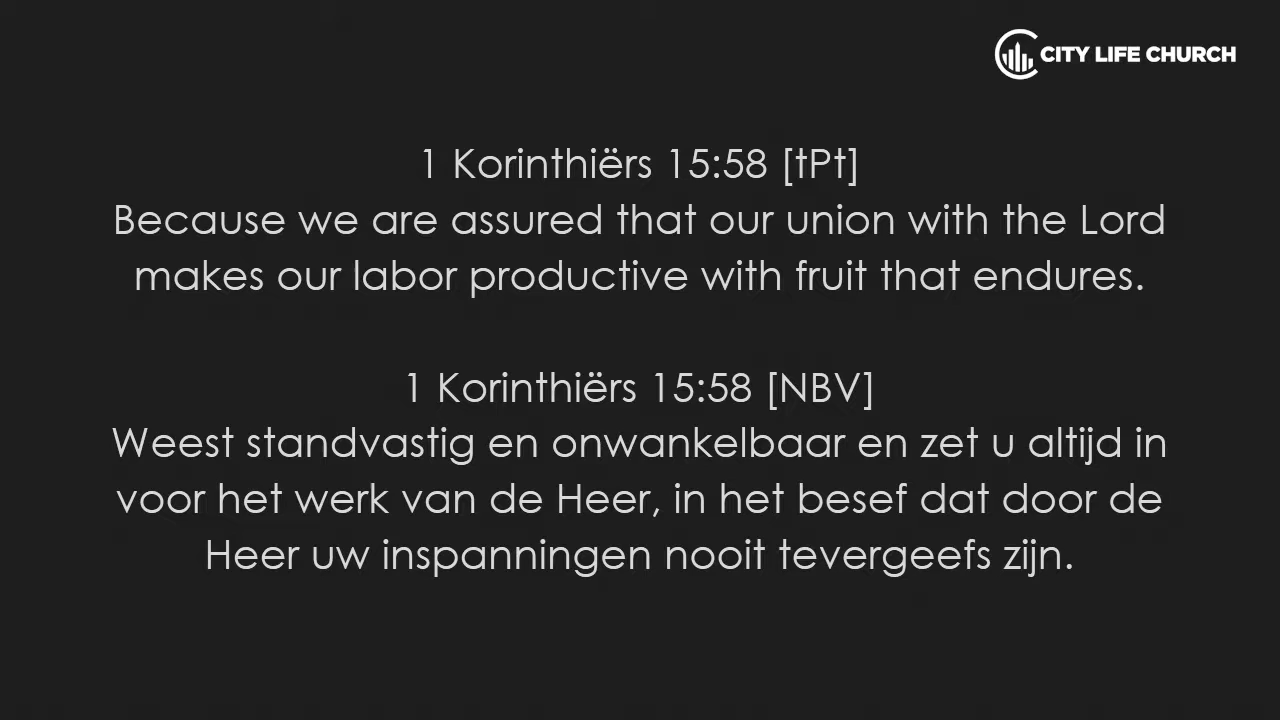 CITY LIFE CHURCH
1 Korinthiërs 15:58 [tPt]
Because we are assured that our union with the Lord
makes our labor productive with fruit that endures.
1 Korinthiërs 15:58 [NBV]
Weest standvastig en onwankelbaar en zet u altijd in
voor het werk van de Heer, in het besef dat door de
Heer uw inspanningen nooit tevergeefs zijn.